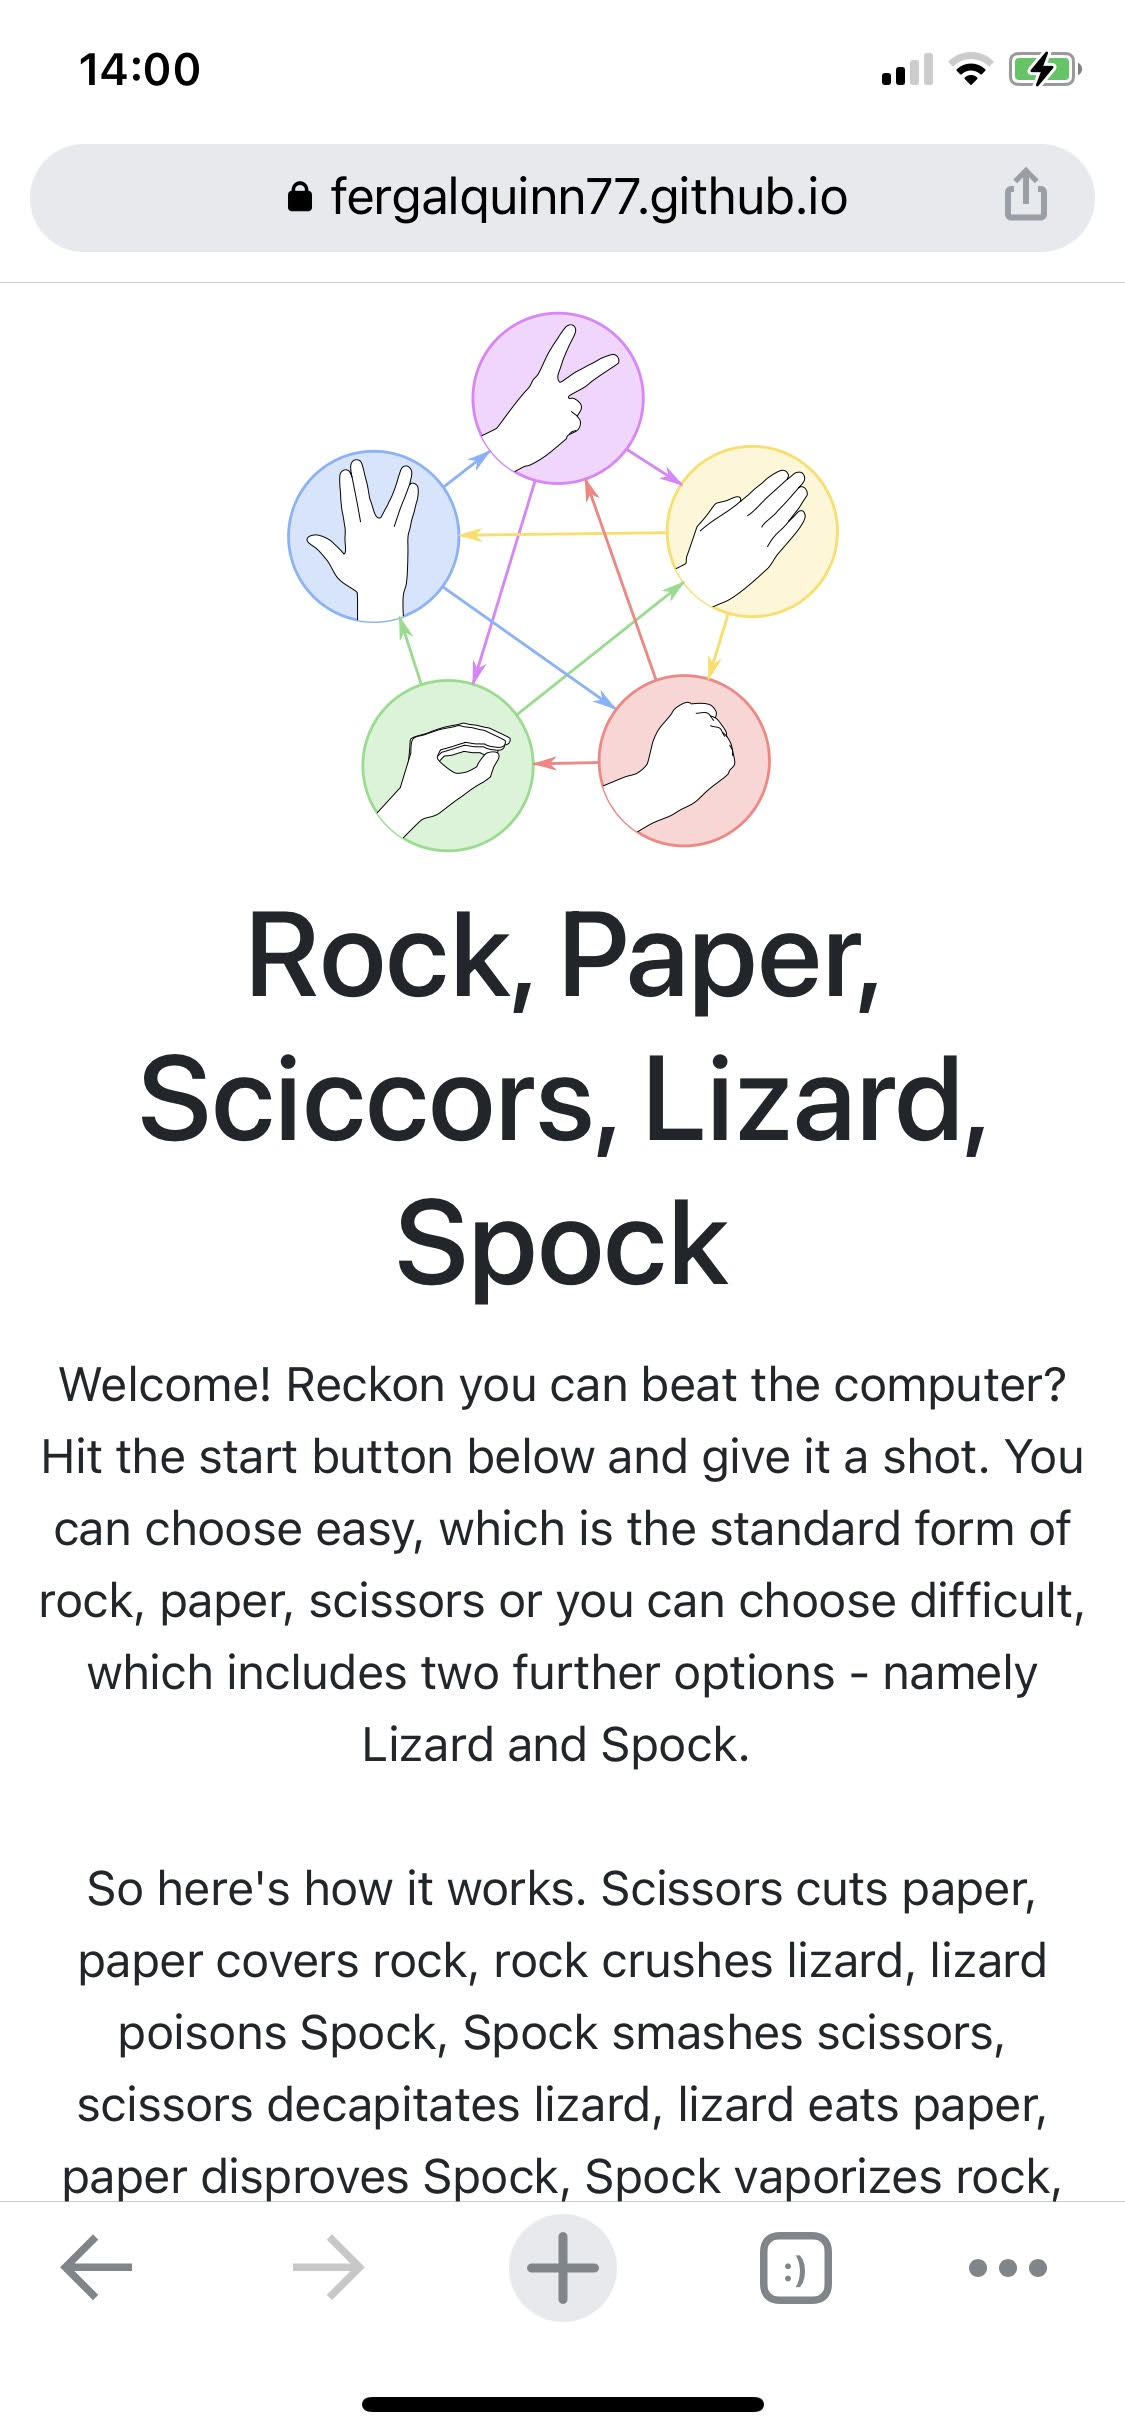 14:00
fergalquinn77.github.io
Rock, Paper,
Sciccors, Lizard,
Spock
Welcome! Reckon you can beat the computer?
Hit the start button below and give it a shot. You
can choose easy, which is the standard form of
rock, paper, scissors or you can choose difficult,
which includes two further options - namely
Lizard and Spock.
So here's how it works. Scissors cuts paper,
paper covers rock, rock crushes lizard, lizard
poisons Spock, Spock smashes scissors,
scissors decapitates lizard, lizard eats paper,
paper disproves Spock, Spock vaporizes rock,
:)